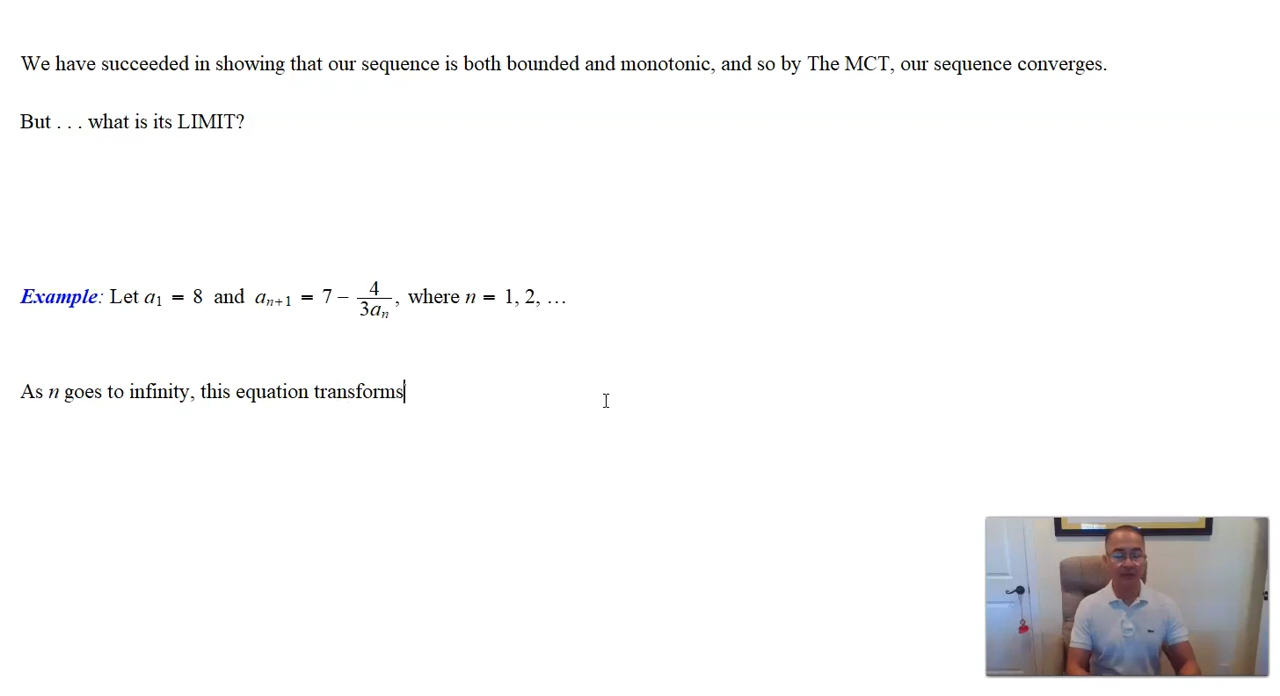 We have succeeded in showing that our sequence is both bounded and monotonic, and so by The MCT, our sequence converges.
But . . . what is its LIMIT?
Example: Let a₁ = 8 and aₙ₊₁ = 7 − 4/(3aₙ), where n = 1, 2, …
As n goes to infinity, this equation transforms